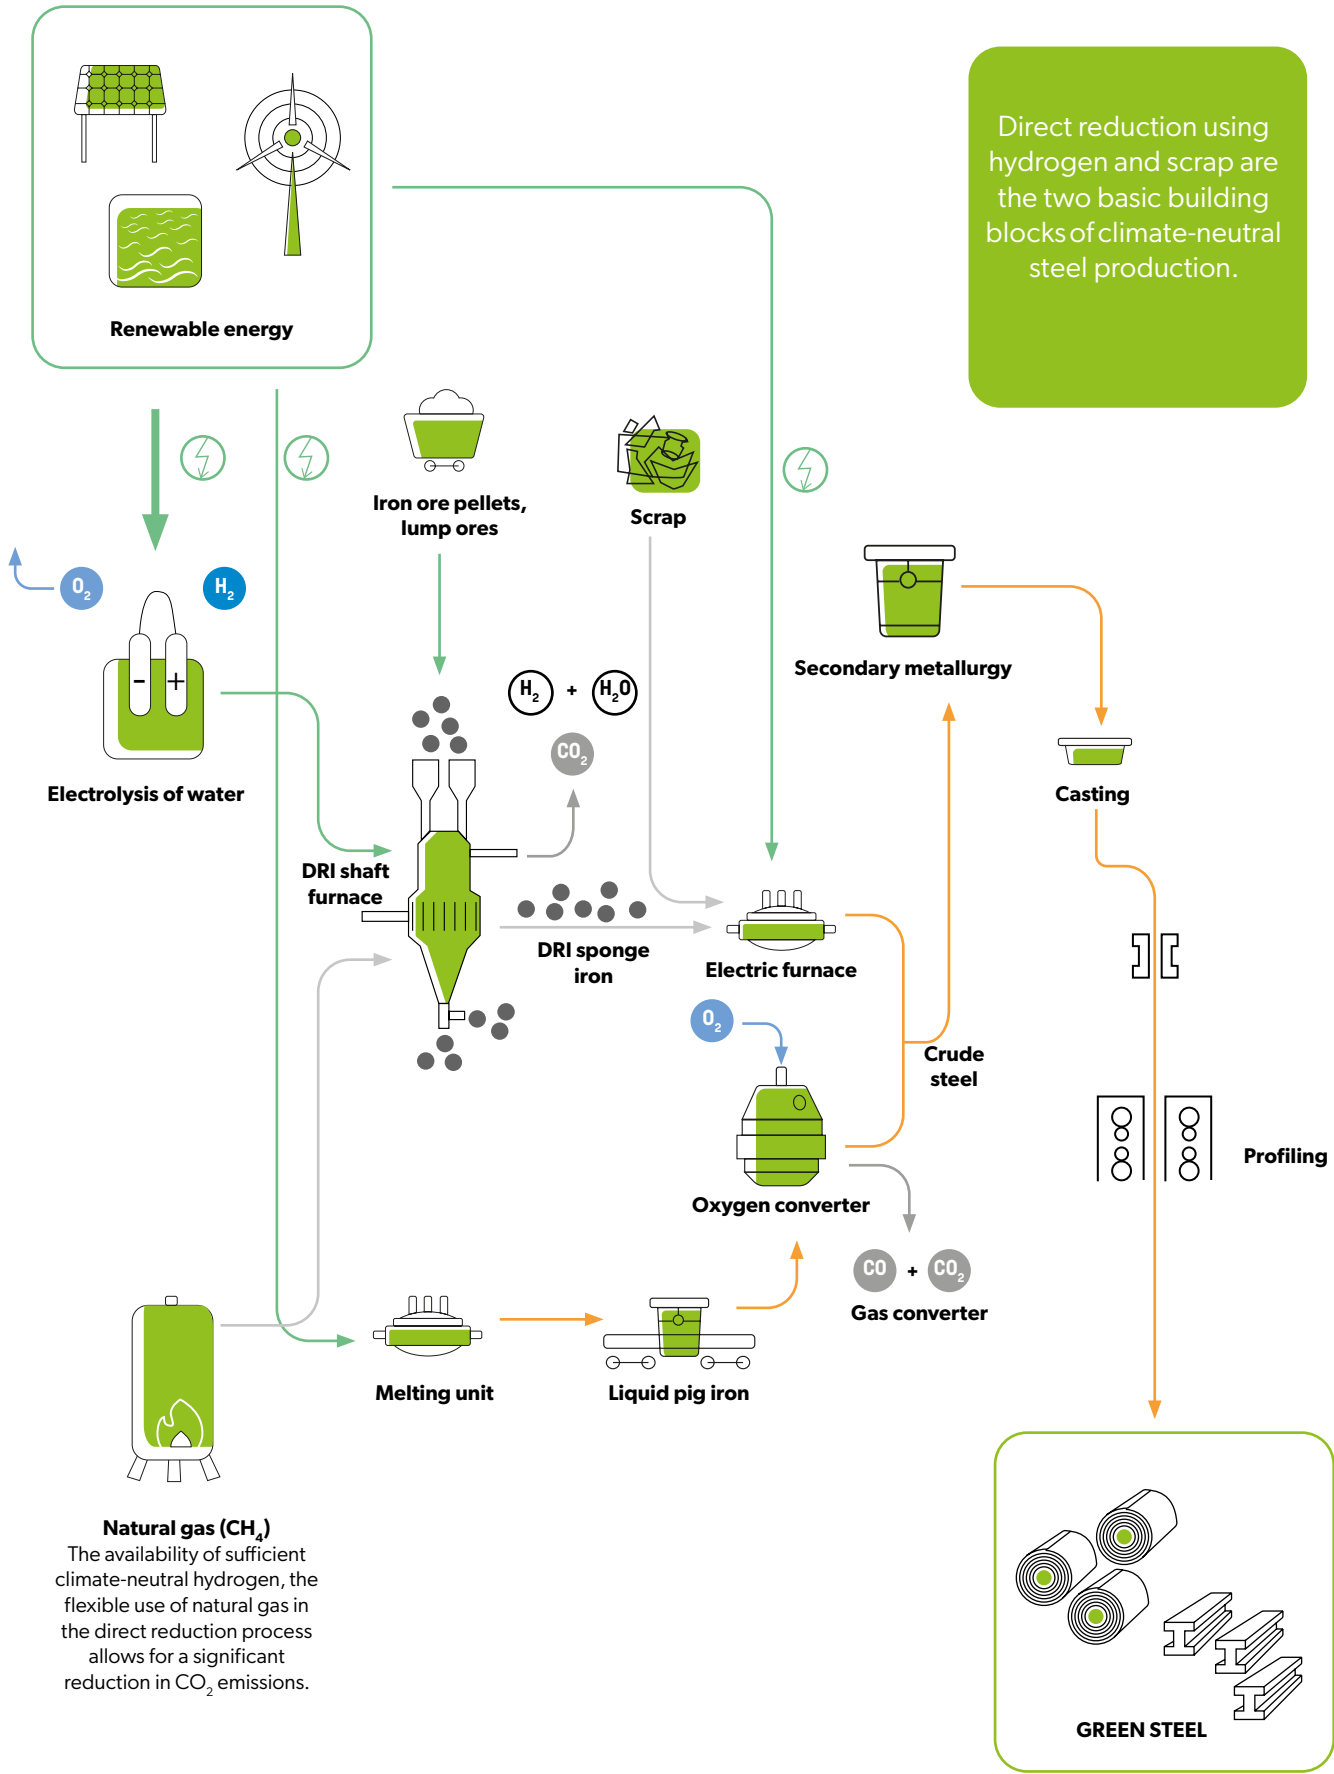 Direct reduction using
hydrogen and scrap are
the two basic building
blocks of climate-neutral
steel production.
Renewable energy
Iron ore pellets,
lump ores
Scrap
O2
H2
- +
Electrolysis of water
H2 + H2O
CO2
Secondary metallurgy
Casting
DRI shaft
furnace
DRI sponge
iron
Electric furnace
O2
Crude
steel
Oxygen converter
Profiling
CO + CO2
Gas converter
Melting unit
Liquid pig iron
Natural gas (CH4)
The availability of sufficient
climate-neutral hydrogen, the
flexible use of natural gas in
the direct reduction process
allows for a significant
reduction in CO2 emissions.
GREEN STEEL